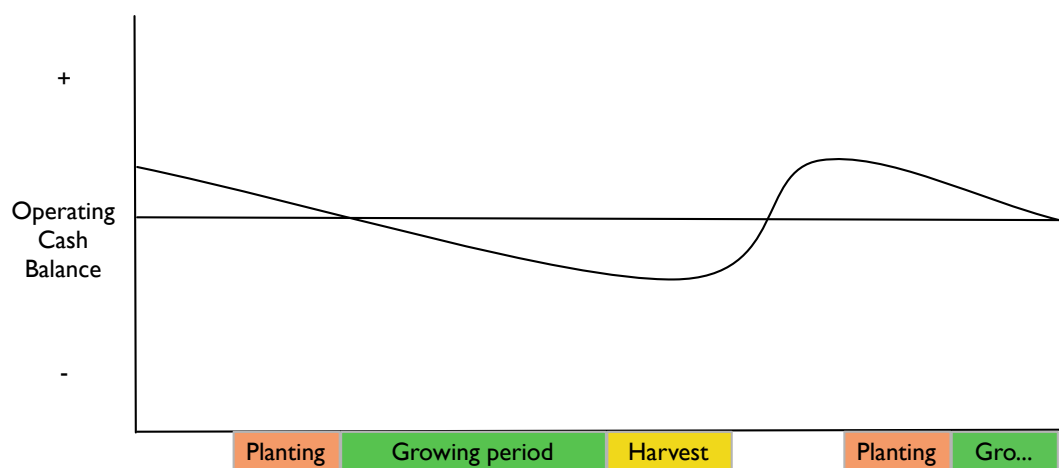 +
Operating
Cash
Balance
-
Planting
Growing period
Harvest
Planting
Gro...